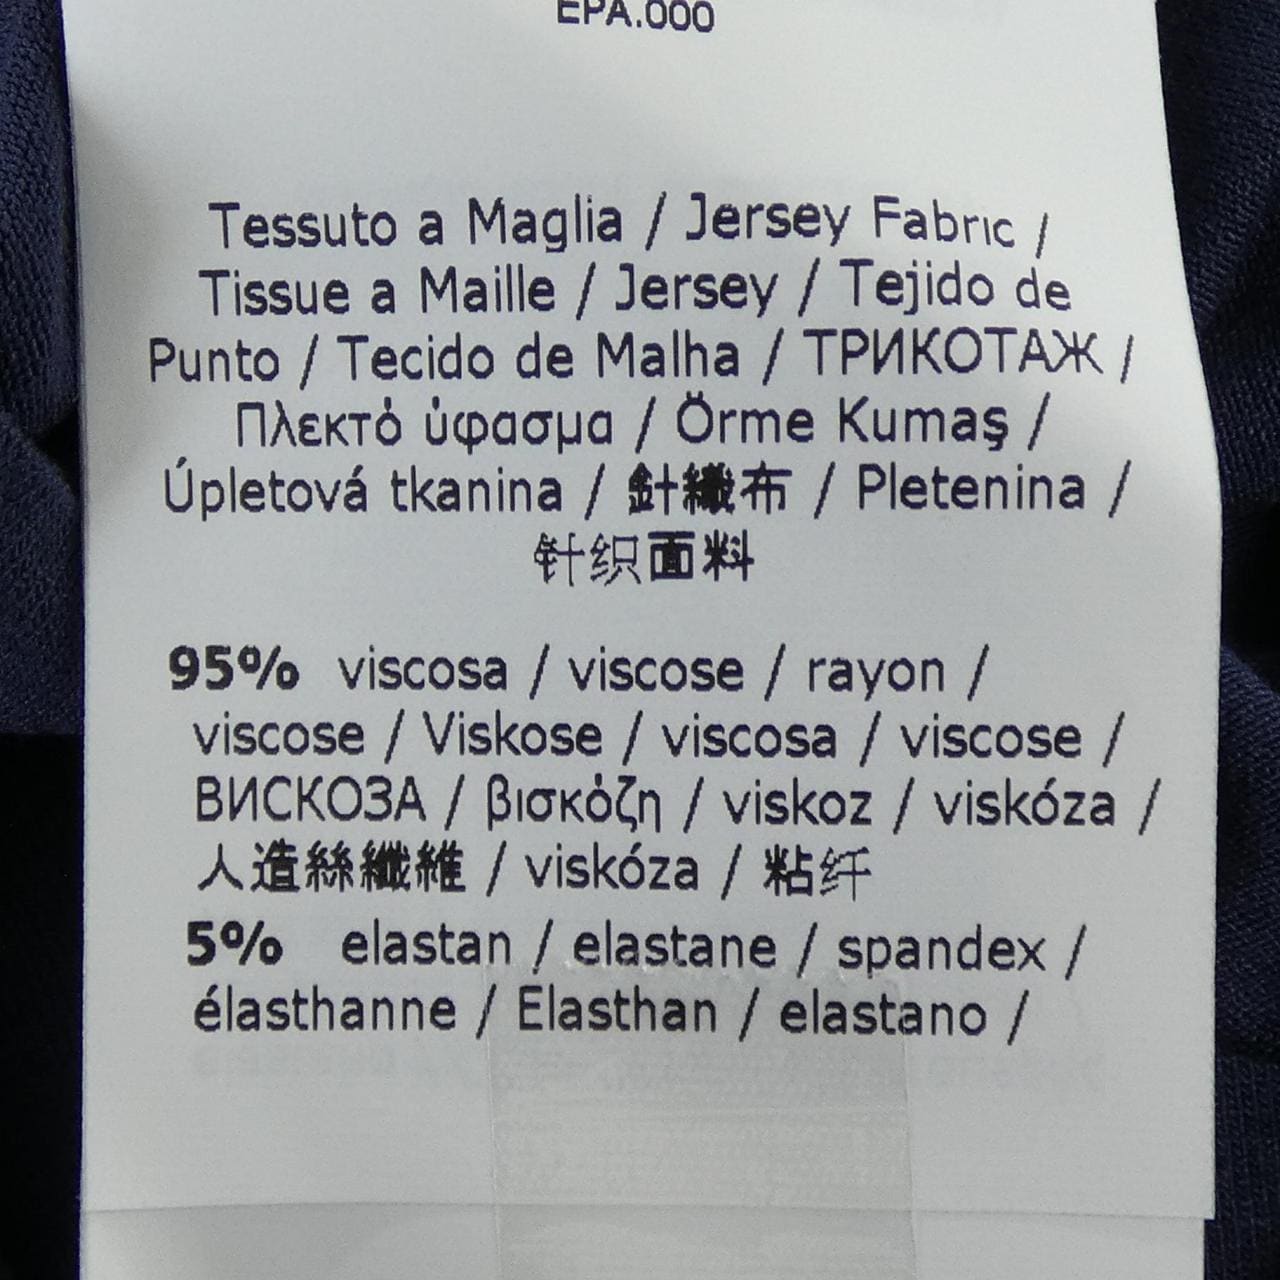 EPA.000
Tessuto a Maglia / Jersey Fabric /
Tissue a Maille / Jersey / Tejido de
Punto / Tecido de Malha / ТРИКОТАЖ /
Πλεκτό ύφασμα / Örme Kumaş /
Úpletová tkanina / 針織布 / Pletenina /
针织面料
95% viscosa / viscose / rayon /
viscose / Viskose / viscosa / viscose /
ВИСКОЗА / βισκόζη / viskoz / viskóza /
人造絲纖維 / viskóza / 粘纤
5% elastan / elastane / spandex /
élasthanne / Elasthan / elastano /